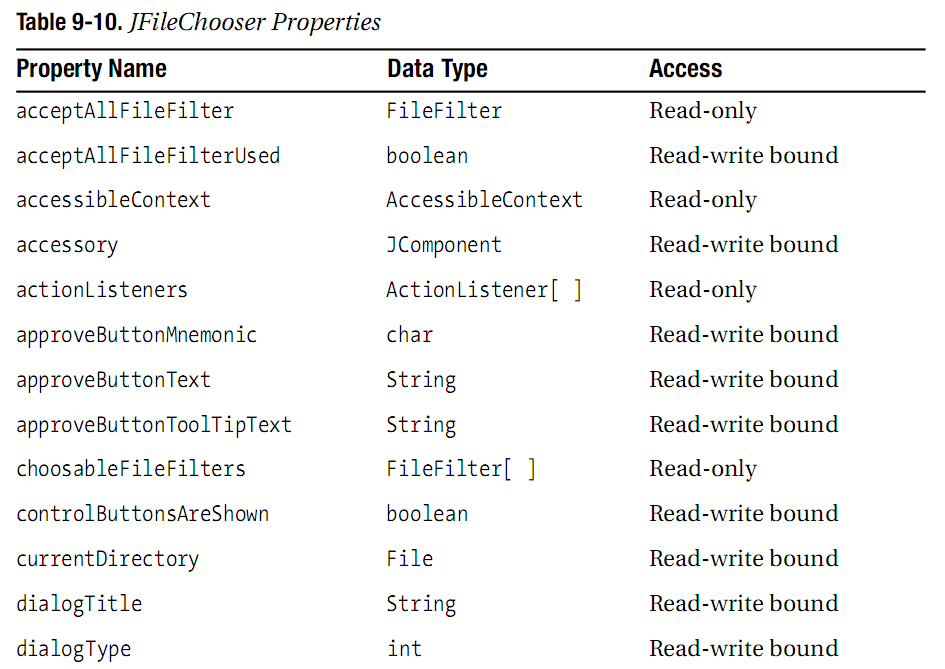 Table 9-10. JFileChooser Properties
Property Name Data Type Access
acceptAllFileFilter FileFilter Read-only
acceptAllFileFilterUsed boolean Read-write bound
accessibleContext AccessibleContext Read-only
accessory JComponent Read-write bound
actionListeners ActionListener[ ] Read-only
approveButtonMnemonic char Read-write bound
approveButtonText String Read-write bound
approveButtonToolTipText String Read-write bound
choosableFileFilters FileFilter[ ] Read-only
controlButtonsAreShown boolean Read-write bound
currentDirectory File Read-write bound
dialogTitle String Read-write bound
dialogType int Read-write bound